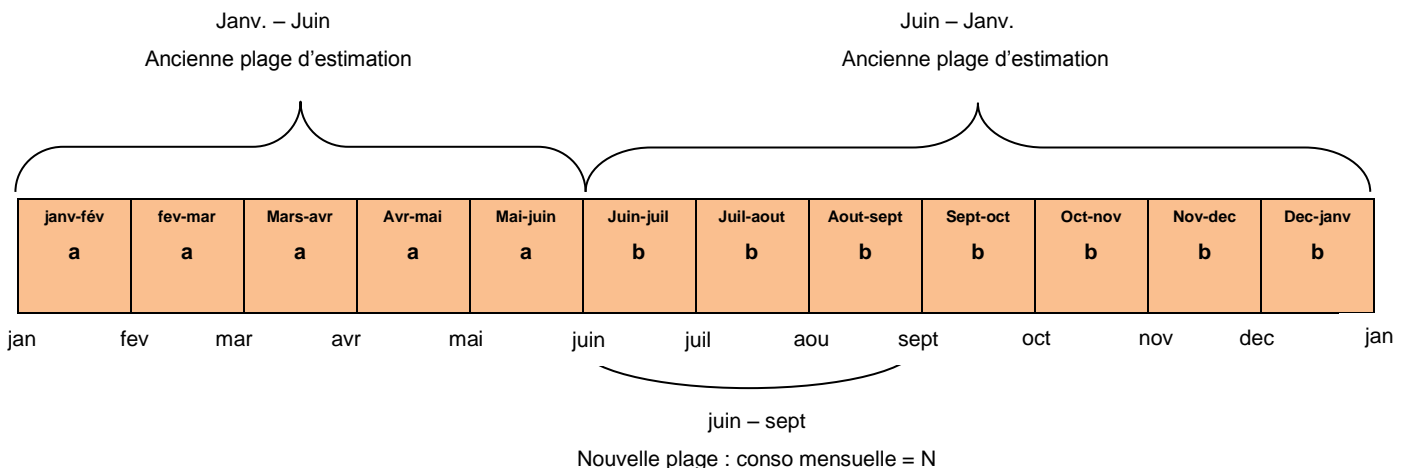 Janv. – Juin
Ancienne plage d'estimation
Juin – Janv.
Ancienne plage d'estimation
janv-fév fev-mar Mars-avr Avr-mai Mai-juin Juin-juil Juil-aout Aout-sept Sept-oct Oct-nov Nov-dec Dec-janv
a a a a a b b b b b b b
jan fev mar avr mai juin juil aou sept oct nov dec jan
juin – sept
Nouvelle plage : conso mensuelle = N